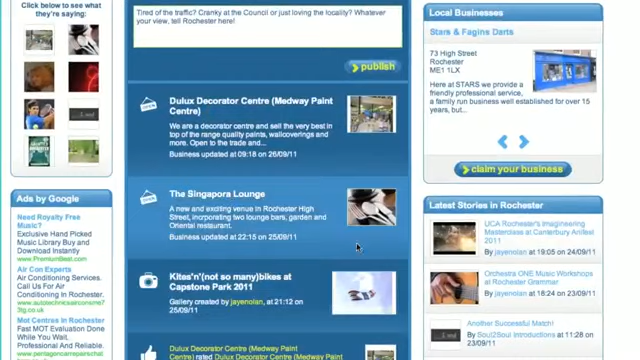 Click below to see what
they're saying:
Ads by Google
Need Royalty Free
Music?
Exclusive Hand Picked
Music Library Buy and
Download Instantly
www.PremiumBeat.com
Air Con Experts
Air Conditioning Services.
Call Us For Air
Conditioning In Rochester.
Mot Centres In Rochester
Fast MOT Evaluation Done
While You Wait.
Professional And Reliable.
Tired of the traffic? Cranky at the Council or just loving the locality? Whatever
your view, tell Rochester here!
publish
Dulux Decorator Centre (Medway Paint
Centre)
We are a decorator centre and sell the very best in
top of the range quality paints, wallcoverings and
more. Open to the trade and...
Business updated at 09:18 on 26/09/11
The Singapora Lounge
A new and exciting venue in Rochester High
Street, incorporating two lounge bars, garden and
Oriental restaurant.
Business updated at 22:15 on 25/09/11
Kites'n'(not so many)bikes at
Capstone Park 2011
Gallery created by jayenolan, at 21:12 on
25/09/11
Dulux Decorator Centre (Medway Paint
Centre) rated Dulux Decorator Centre
Local Businesses
Stars & Fagins Darts
73 High Street
Rochester
ME1 1LX
Here at STARS we provide a
friendly professional service,
a family run business well established for over 15
years, but...
claim your business
Latest Stories in Rochester
UCA Rochester's Imagineering
Masterclass at Canterbury Anifest
2011
By jayenolan at 19:05 on 24/09/11
Orchestra ONE Music Workshops
at Rochester Grammar
By jayenolan at 18:24 on 23/09/11
Another Successful Match!
By Soul2Soul Introductions at 11:28
on 23/09/11